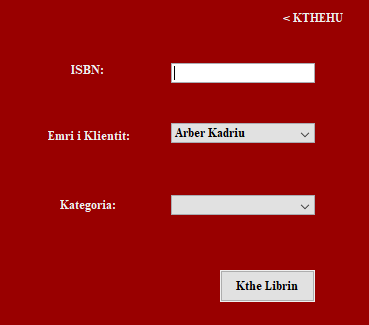 < KTHEHU
ISBN:
Emri i Klientit: Arber Kadriu
Kategoria:
Kthe Librin